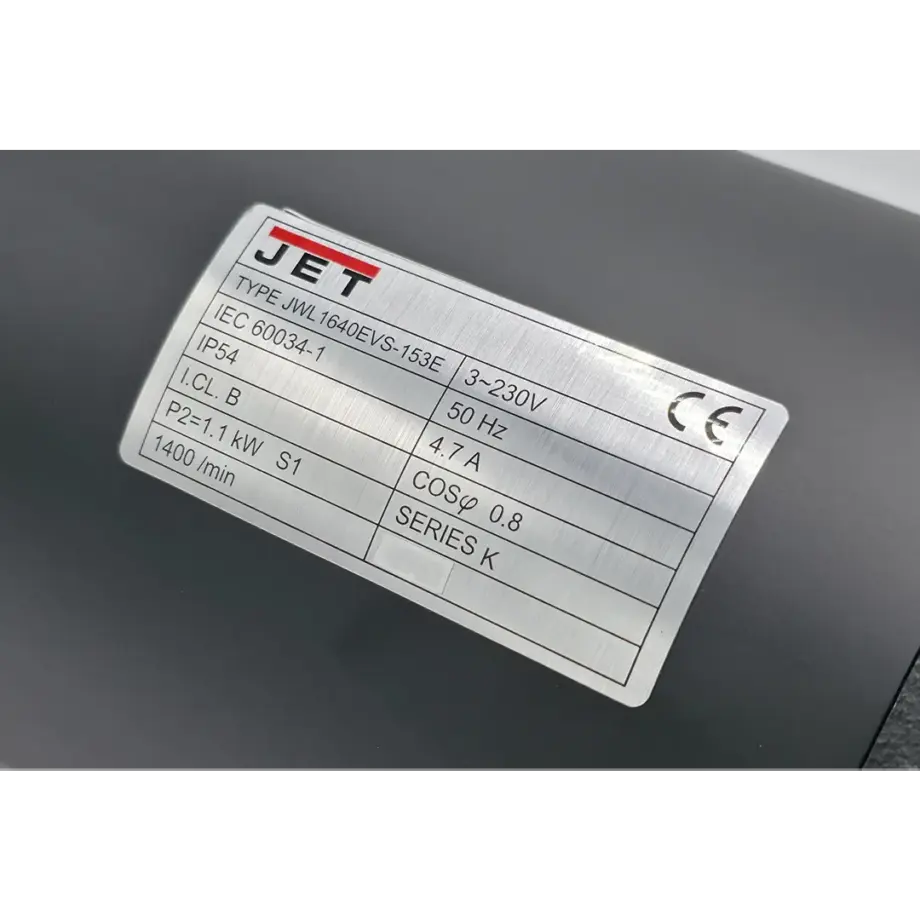 JET
TYPE JWL1640EVS-153E
IEC 60034-1
IP54
I.CL. B
P2=1.1 kW S1
1400 /min
3~230V
50 Hz
4.7 A
COSφ 0.8
SERIES K
CE